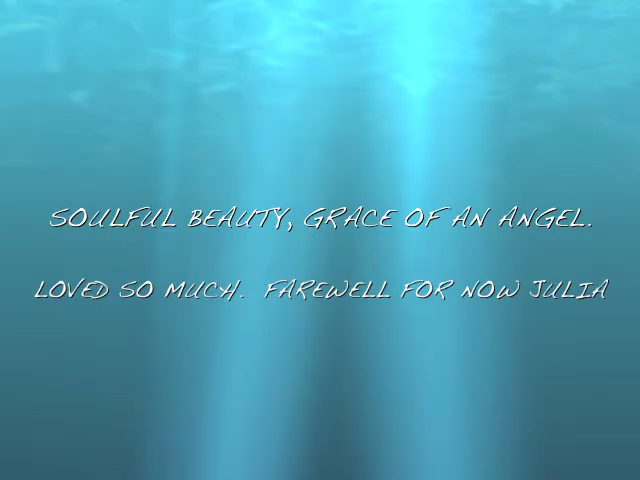 SOULFUL BEAUTY, GRACE OF AN ANGEL.
LOVED SO MUCH. FAREWELL FOR NOW JULIA